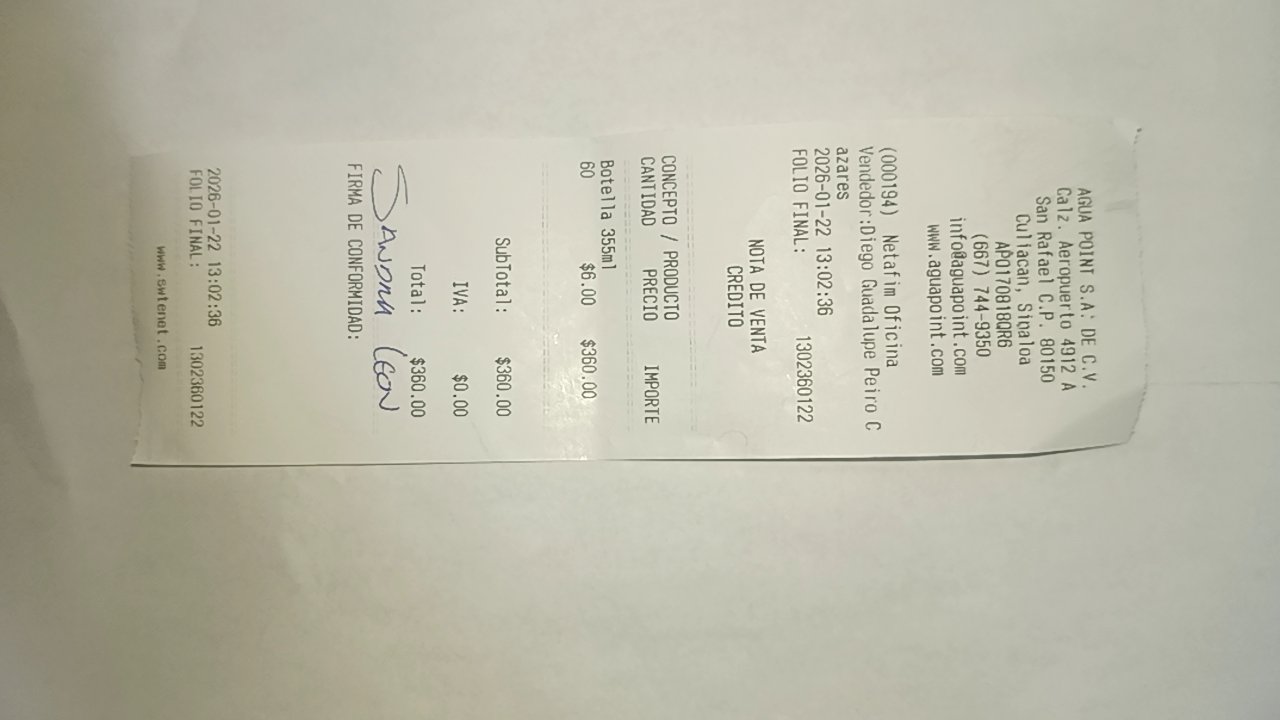 AGUA POINT S.A. DE C.V.
Calz. Aeropuerto 4912 A
San Rafael C.P. 80150
Culiacan, Sinaloa
APO170818QR6
(667) 744-9350
info@aguapoint.com
www.aguapoint.com
(000194) Netafim Oficina
Vendedor:Diego Guadalupe Peiro C
azares
2026-01-22 13:02:36
FOLIO FINAL: 1302360122
NOTA DE VENTA
CREDITO
CONCEPTO / PRODUCTO
CANTIDAD PRECIO IMPORTE
Botella 355ml
60 $6.00 $360.00
SubTotal: $360.00
IVA: $0.00
Total: $360.00
SANDRA LEON
FIRMA DE CONFORMIDAD:
2026-01-22 13:02:36
FOLIO FINAL: 1302360122
www.swtenet.com